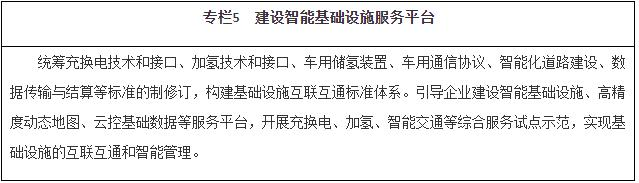 专栏5　建设智能基础设施服务平台
统筹充换电技术和接口、加氢技术和接口、车用储氢装置、车用通信协议、智能化道路建设、数
据传输与结算等标准的制修订，构建基础设施互联互通标准体系。引导企业建设智能基础设施、高精
度动态地图、云控基础数据等服务平台，开展充换电、加氢、智能交通等综合服务试点示范，实现基
础设施的互联互通和智能管理。